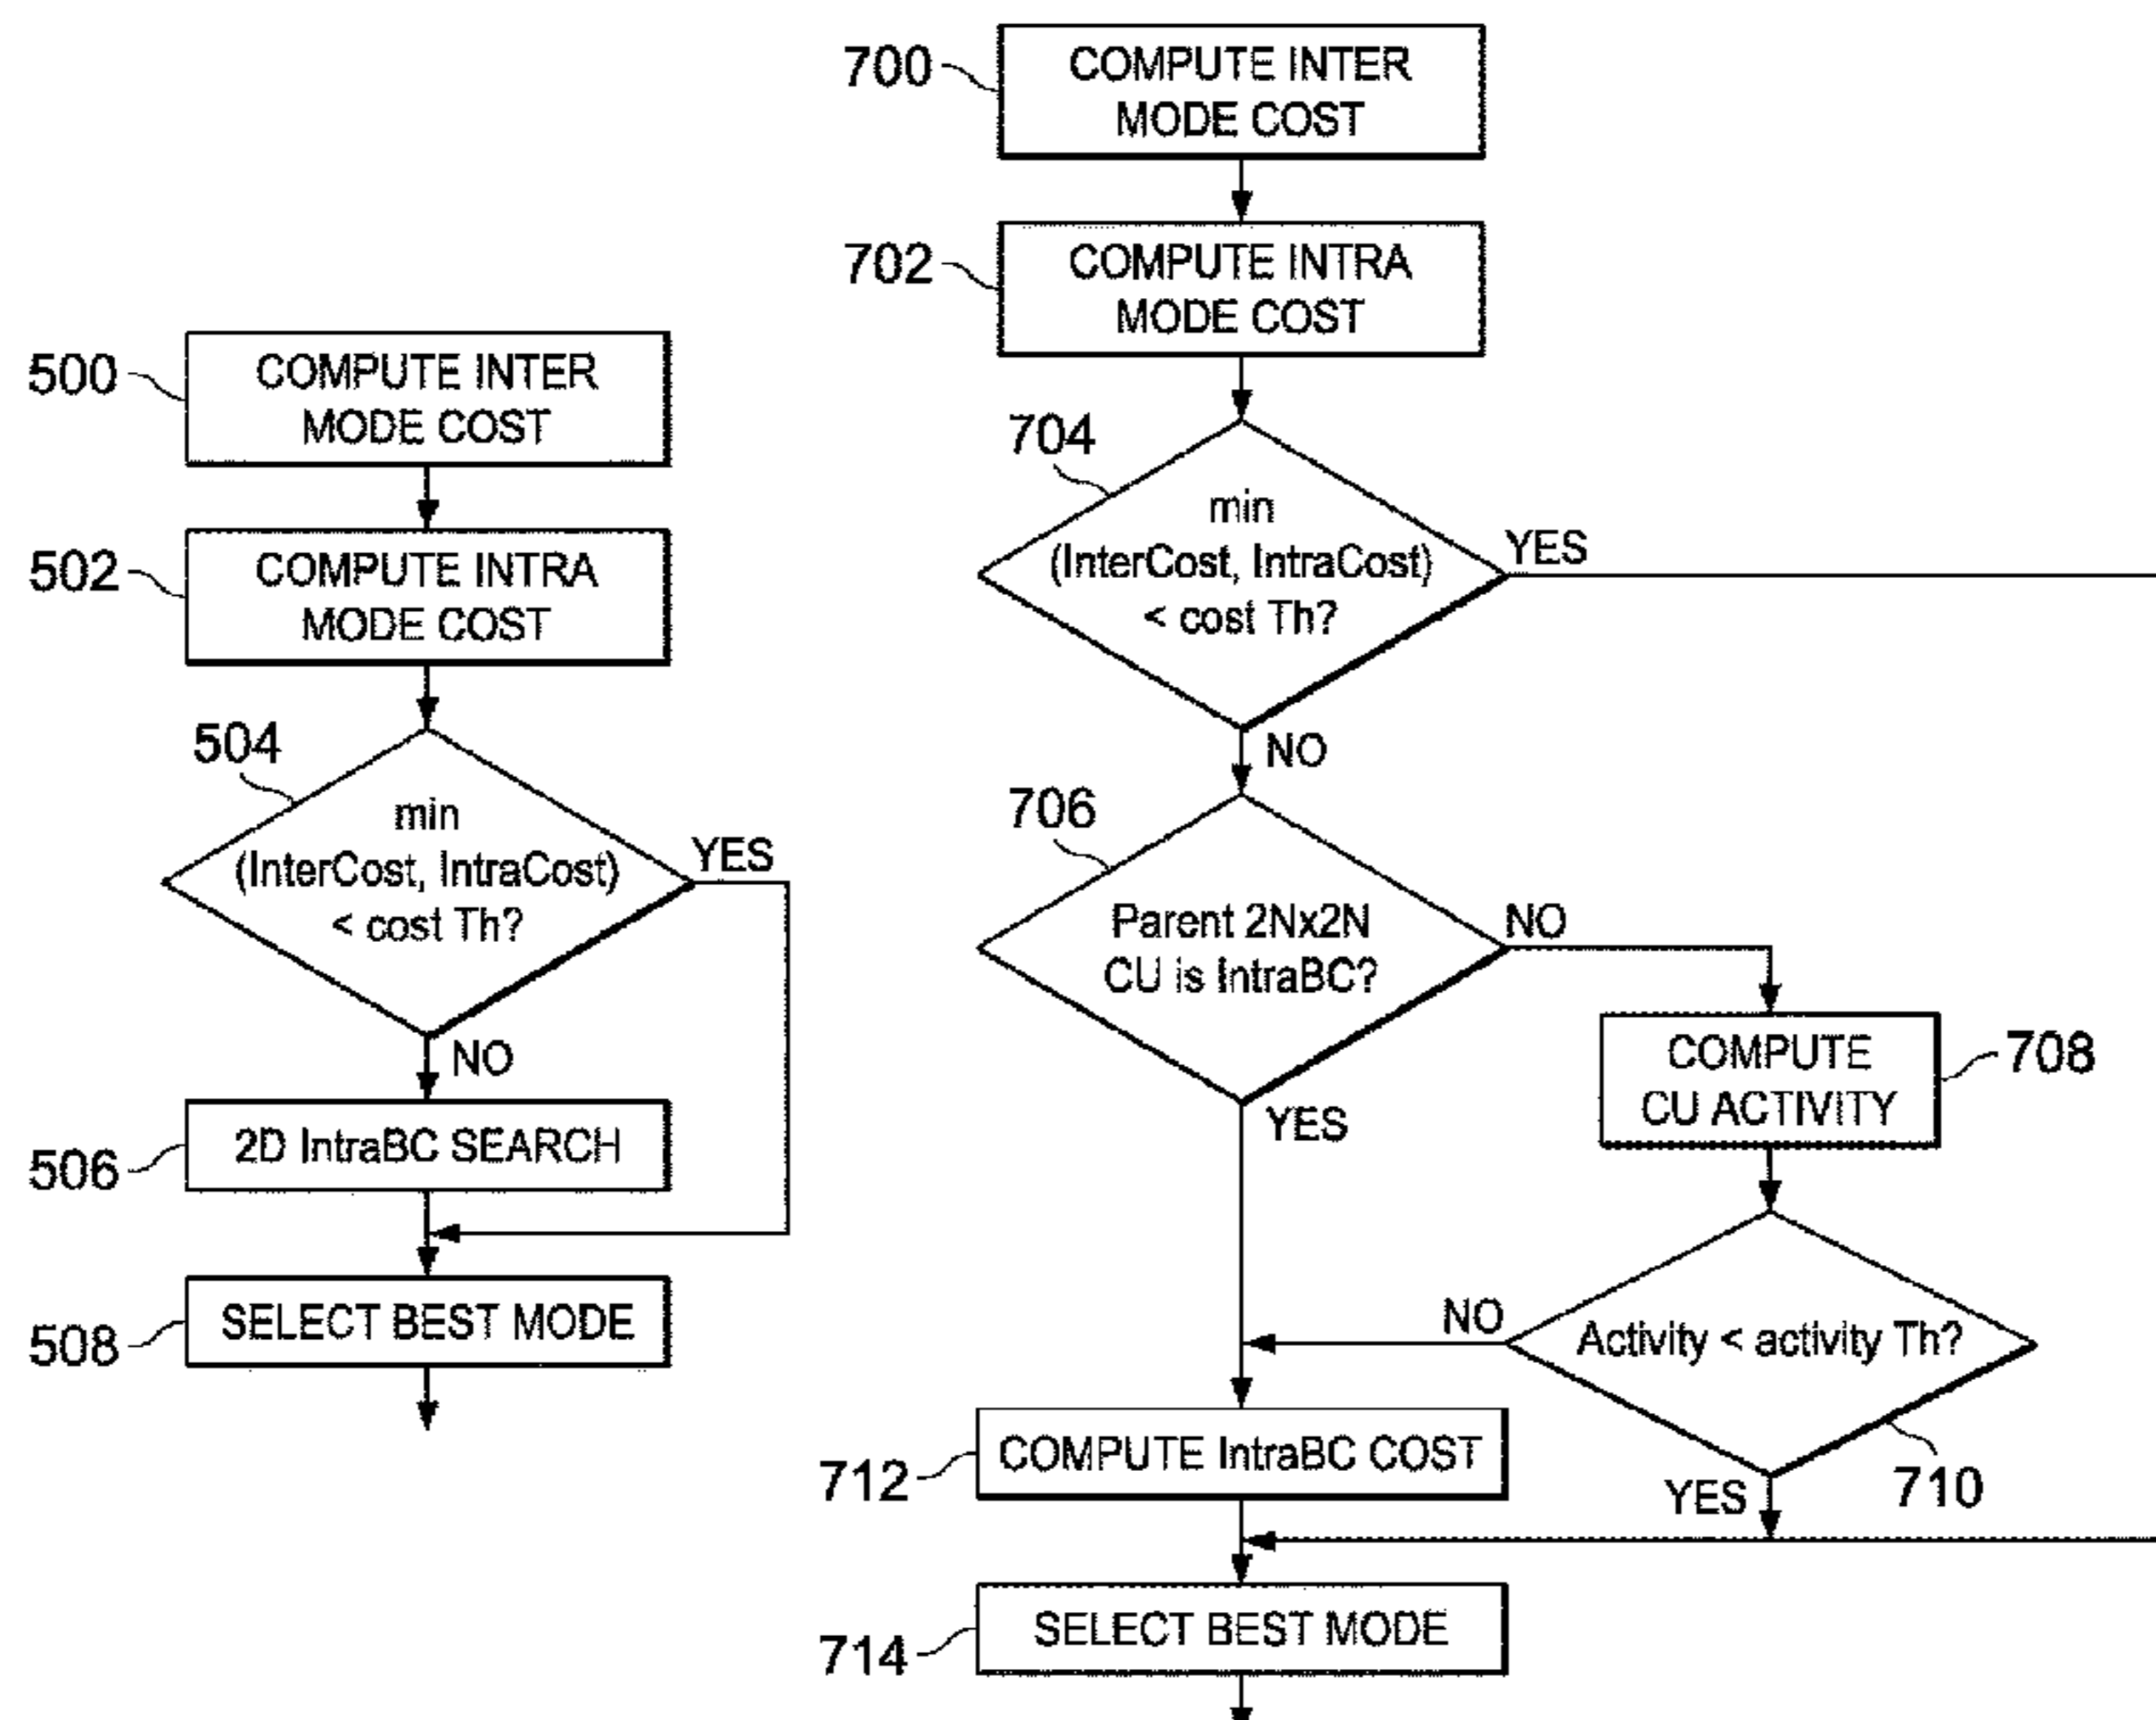 500
COMPUTE INTER
MODE COST
502
COMPUTE INTRA
MODE COST
504
min
(InterCost, IntraCost)
< cost Th?
YES
NO
506
2D IntraBC SEARCH
508
SELECT BEST MODE
700
COMPUTE INTER
MODE COST
702
COMPUTE INTRA
MODE COST
704
min
(InterCost, IntraCost)
< cost Th?
YES
NO
706
Parent 2Nx2N
CU is IntraBC?
NO
YES
COMPUTE
CU ACTIVITY
708
Activity < activity Th?
NO
YES
710
712
COMPUTE IntraBC COST
714
SELECT BEST MODE